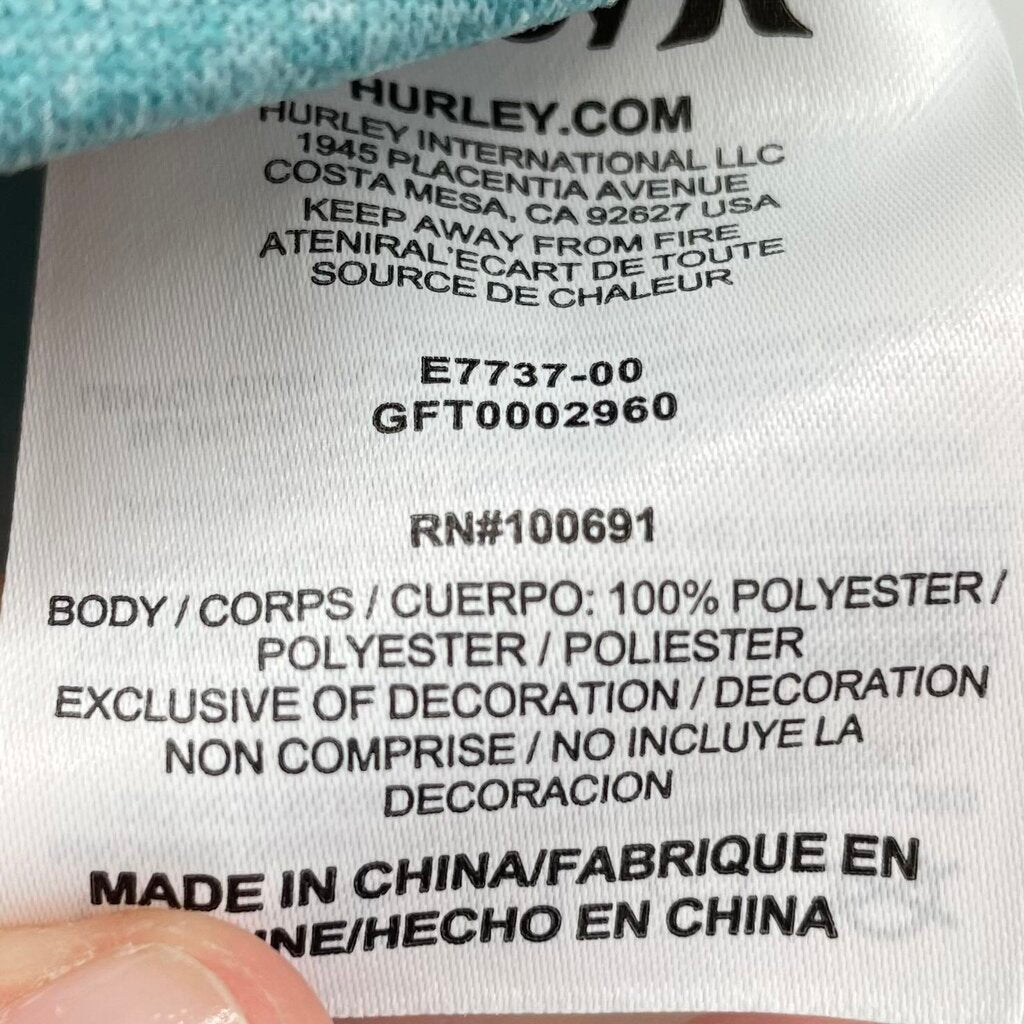 HURLEY.COM
HURLEY INTERNATIONAL LLC
1945 PLACENTIA AVENUE
COSTA MESA, CA 92627 USA
KEEP AWAY FROM FIRE
ATENIRAL'ECART DE TOUTE
SOURCE DE CHALEUR
E7737-00
GFT0002960
RN#100691
BODY / CORPS / CUERPO: 100% POLYESTER /
POLYESTER / POLIESTER
EXCLUSIVE OF DECORATION / DECORATION
NON COMPRISE / NO INCLUYE LA
DECORACION
MADE IN CHINA/FABRIQUE EN
INE/HECHO EN CHINA